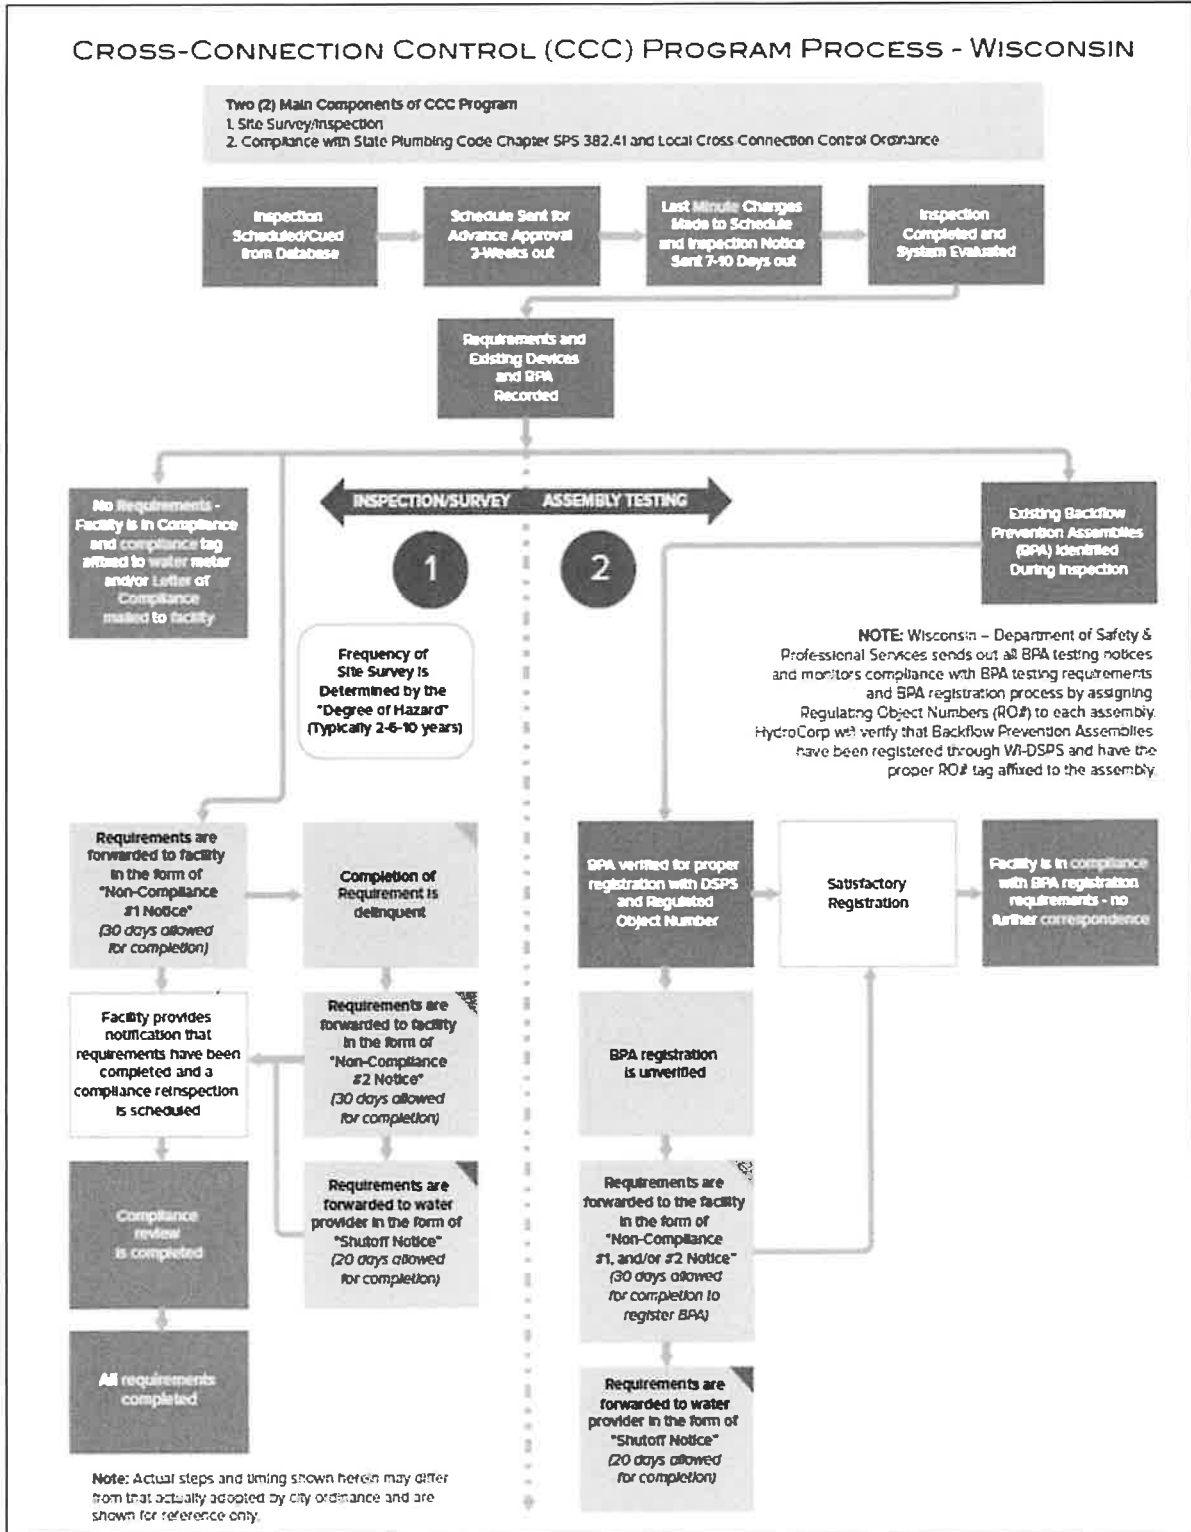 CROSS-CONNECTION CONTROL (CCC) PROGRAM PROCESS - WISCONSIN
Two (2) Main Components of CCC Program
1. Site Survey/Inspection
2. Compliance with State Plumbing Code Chapter SPS 382.41 and Local Cross-Connection Control Ordinance
Inspection
Scheduled/Cued
from Database
Schedule Sent for
Advance Approval
3-Weeks out
Last Minute Changes
Made to Schedule
and Inspection Notice
Sent 7-10 Days out
Inspection
Completed and
System Evaluated
Requirements and
Existing Devices
and BPA
Recorded
INSPECTION/SURVEY
ASSEMBLY TESTING
1
2
No Requirements -
Facility is in Compliance
and compliance tag
affixed to water meter
and/or Letter of
Compliance
mailed to facility
Existing Backflow
Prevention Assemblies
(BPA) Identified
During Inspection
Frequency of
Site Survey is
Determined by the
"Degree of Hazard"
(Typically 2-6-10 years)
NOTE: Wisconsin – Department of Safety &
Professional Services sends out all BPA testing notices
and monitors compliance with BPA testing requirements
and BPA registration process by assigning
Regulating Object Numbers (RO#) to each assembly.
HydroCorp will verify that Backflow Prevention Assemblies
have been registered through WI-DSPS and have the
proper RO# tag affixed to the assembly.
Requirements are
forwarded to facility
in the form of
"Non-Compliance
#1 Notice"
(30 days allowed
for completion)
Completion of
Requirement is
delinquent
BPA verified for proper
registration with DSPS
and Regulated
Object Number
Satisfactory
Registration
Facility is in compliance
with BPA registration
requirements - no
further correspondence
Facility provides
notification that
requirements have been
completed and a
compliance reinspection
is scheduled
Requirements are
forwarded to facility
in the form of
"Non-Compliance
#2 Notice"
(30 days allowed
for completion)
BPA registration
is unverified
Compliance
review
is completed
Requirements are
forwarded to water
provider in the form of
"Shutoff Notice"
(20 days allowed
for completion)
Requirements are
forwarded to the facility
in the form of
"Non-Compliance
#1, and/or #2 Notice"
(30 days allowed
for completion to
register BPA)
All requirements
completed
Requirements are
forwarded to water
provider in the form of
"Shutoff Notice"
(20 days allowed
for completion)
Note: Actual steps and timing shown herein may differ
from that actually adopted by city ordinance and are
shown for reference only.